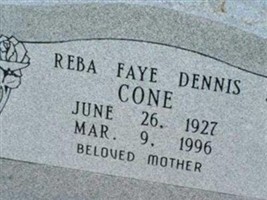 REBA FAYE DENNIS
CONE
JUNE 26, 1927
MAR. 9, 1996
BELOVED MOTHER